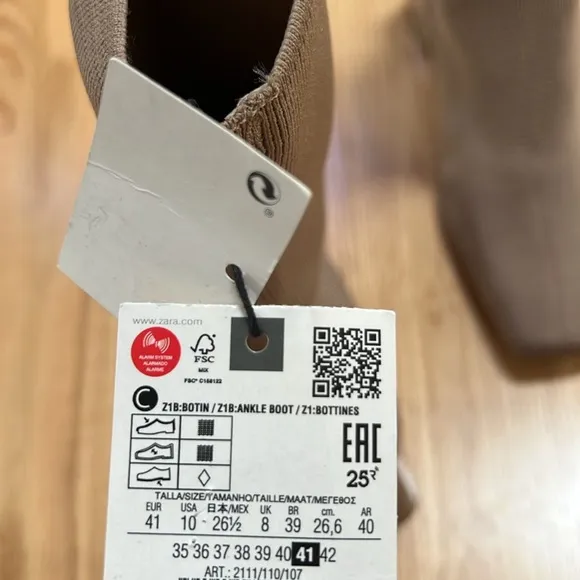 www.zara.com
ALARM SYSTEM
ALARMADO
ALARME
FSC
MIX
FSC® C158122
C
Z1B:BOTIN / Z1B:ANKLE BOOT / Z1:BOTTINES
EAC
25
TALLA/SIZE/TAMANHO/TAILLE/MAAT/ΜΕΓΕΘΟΣ
EUR USA 日本/MEX UK BR cm. AR
41 10 26½ 8 39 26,6 40
35 36 37 38 39 40 41 42
ART.: 2111/110/107